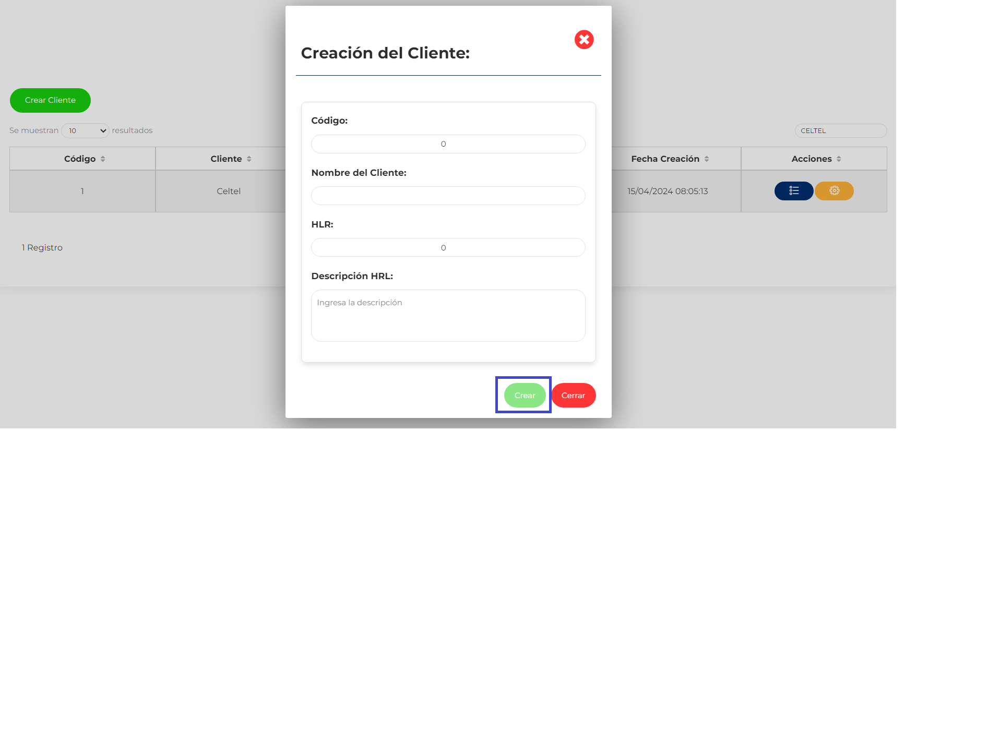 Creación del Cliente:
Crear Cliente
Se muestran 10 resultados
CELTEL
Código Cliente Fecha Creación Acciones
1 Celtel 15/04/2024 08:05:13
1 Registro
Código:
0
Nombre del Cliente:
HLR:
0
Descripción HRL:
Ingresa la descripción
Crear Cerrar